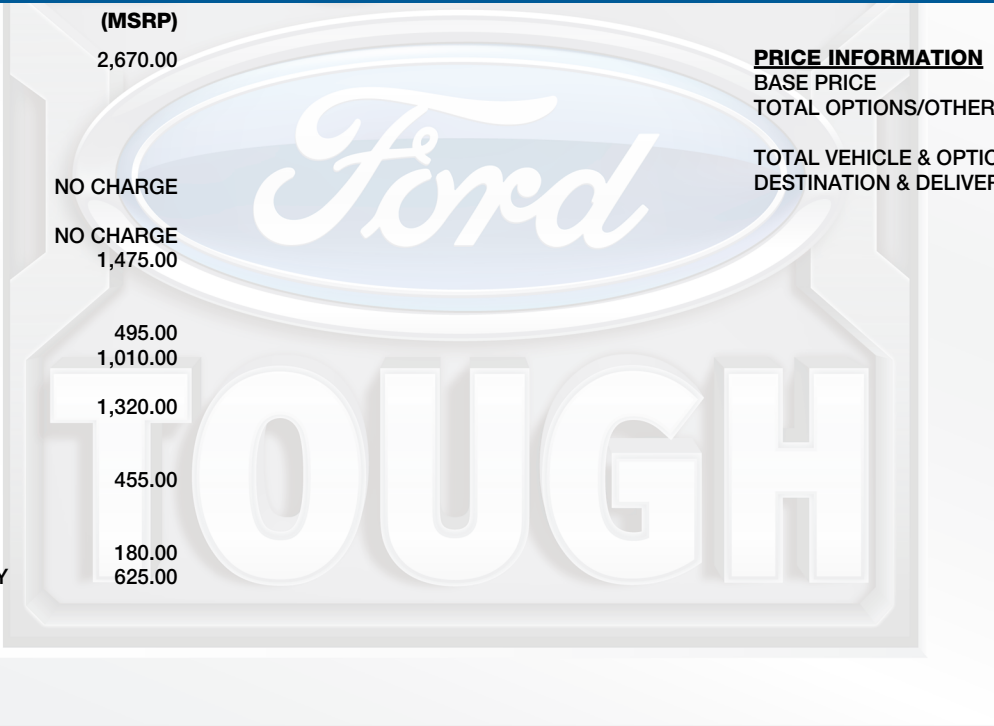 (MSRP)
2,670.00
NO CHARGE
NO CHARGE
1,475.00
495.00
1,010.00
1,320.00
455.00
180.00
Y 625.00
PRICE INFORMATION
BASE PRICE
TOTAL OPTIONS/OTHER
TOTAL VEHICLE & OPTIO
DESTINATION & DELIVER
Ford
TOUGH